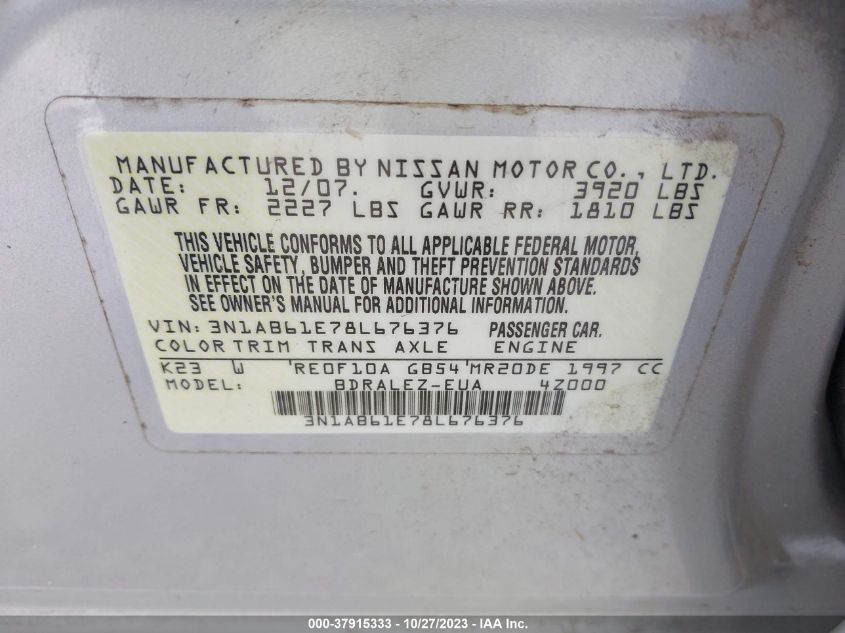 MANUFACTURED BY NISSAN MOTOR CO., LTD.
DATE: 12/07. GVWR: 3920 LBS
GAWR FR: 2227 LBS GAWR RR: 1810 LBS
THIS VEHICLE CONFORMS TO ALL APPLICABLE FEDERAL MOTOR,
VEHICLE SAFETY, BUMPER AND THEFT PREVENTION STANDARDS
IN EFFECT ON THE DATE OF MANUFACTURE SHOWN ABOVE.
SEE OWNER'S MANUAL FOR ADDITIONAL INFORMATION.
VIN: 3N1AB61E78L676376 PASSENGER CAR.
COLOR TRIM TRANS AXLE ENGINE
K23 W RE0F10A GB54 MR20DE 1997 CC
MODEL: BDRALEZ-EUA 4Z000
3N1AB61E78L676376
000-37915333 - 10/27/2023 - IAA Inc.